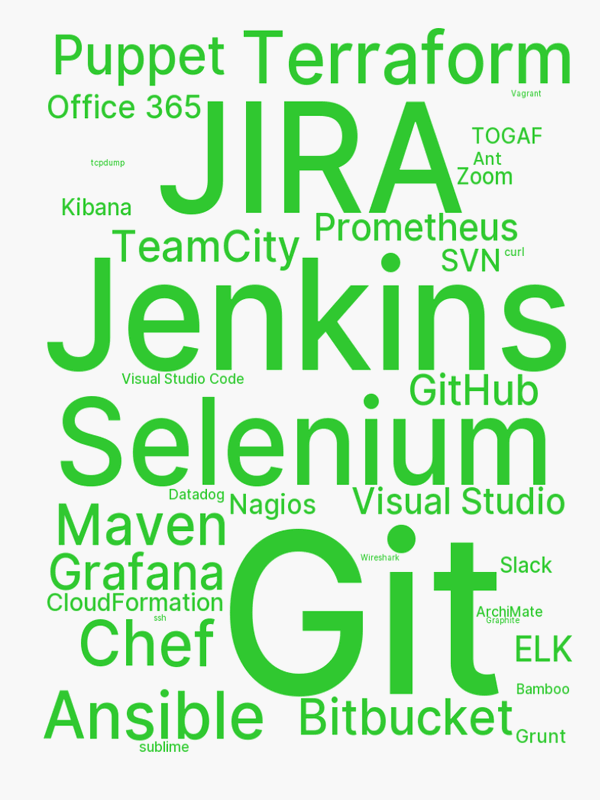 Puppet Terraform
Vagrant
Office 365
JIRA
TOGAF
Ant
tcpdump
Zoom
Kibana
Prometheus
TeamCity
SVN curl
Jenkins
Visual Studio Code
GitHub
Selenium
Datadog
Nagios
Visual Studio
Maven
Git
Wireshark
Slack
Grafana
CloudFormation
ArchiMate
ssh
Graphite
Chef
ELK
Bamboo
Ansible
Bitbucket
Grunt
sublime